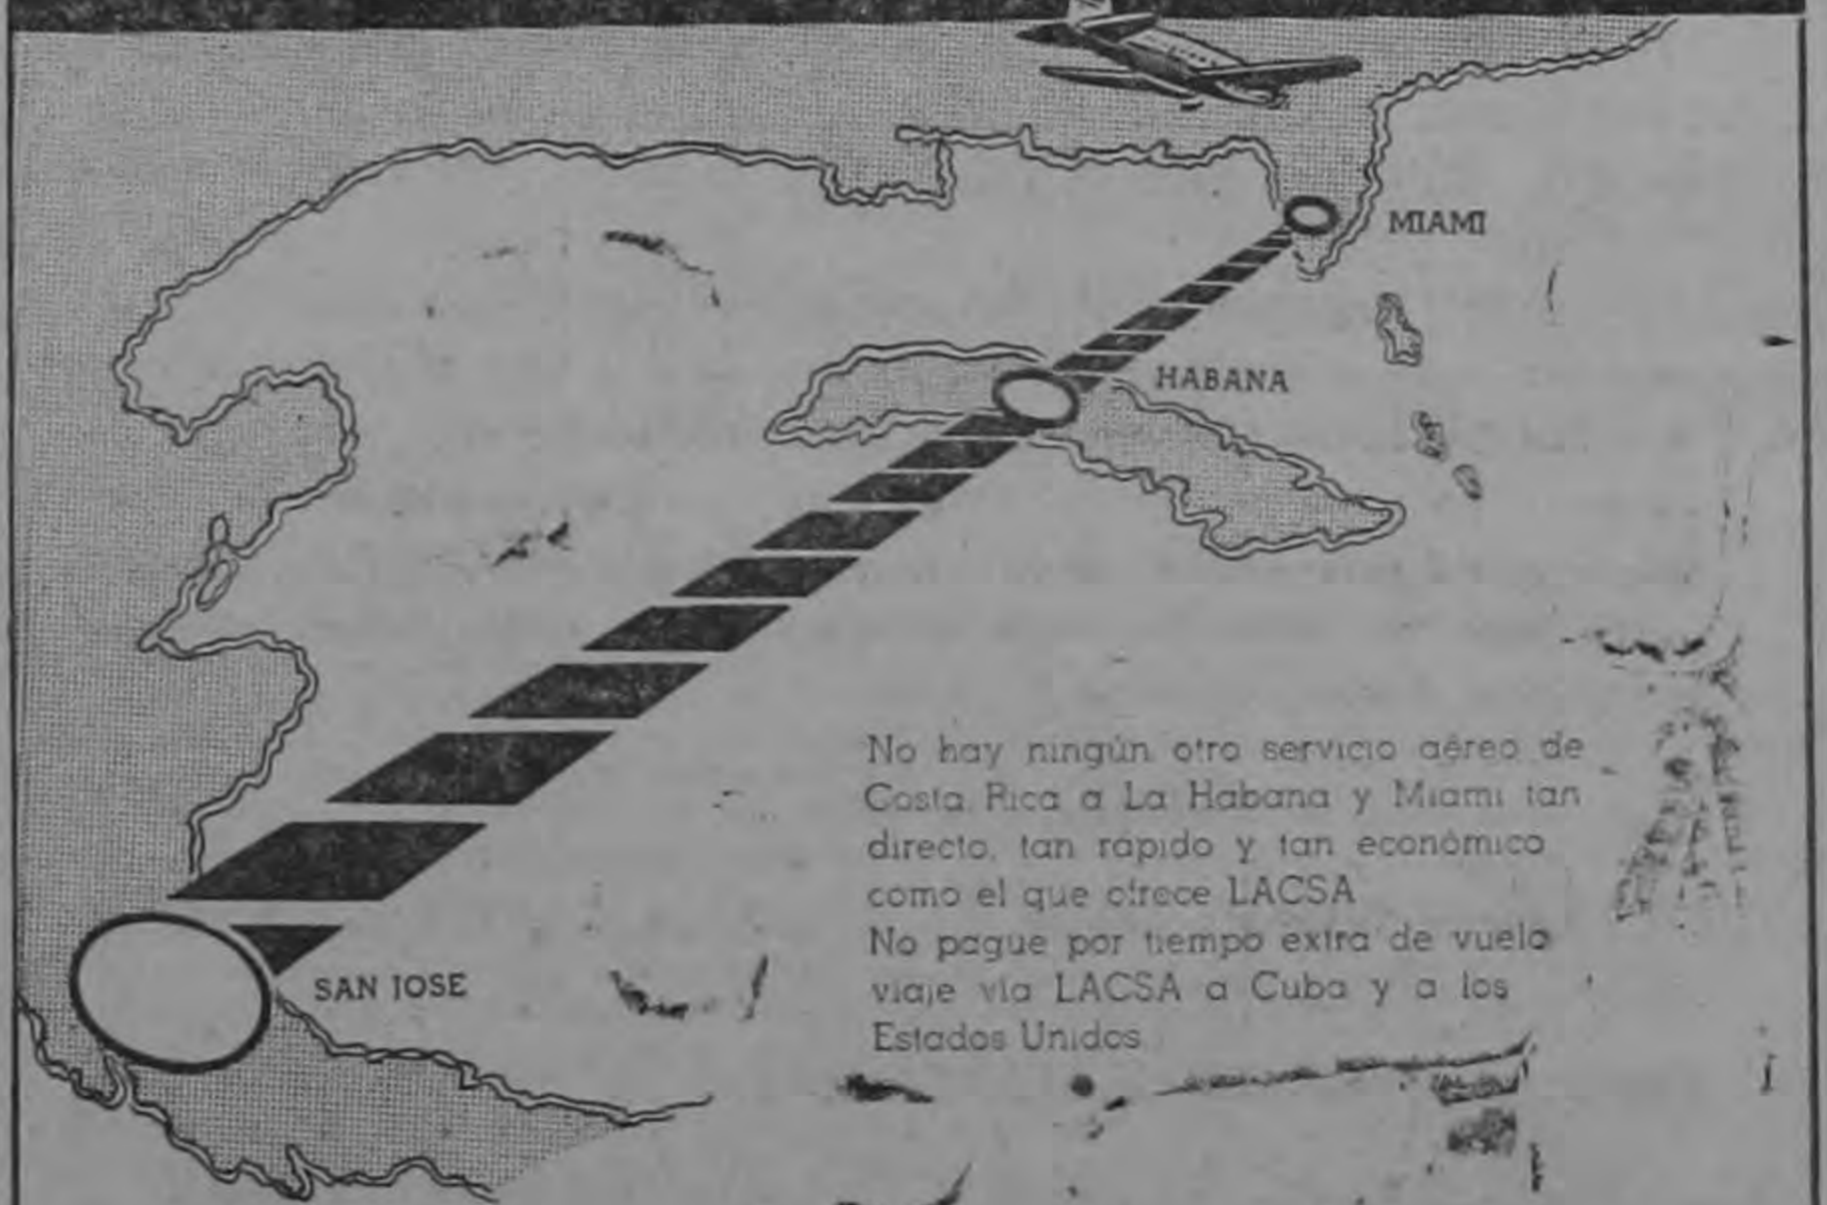 MIAMI
HABANA
No hay ningún otro servicio aéreo de
Costa Rica a La Habana y Miami tan
directo, tan rápido y tan económico
como el que ofrece LACSA
No pague por tiempo extra de vuelo
viaje vía LACSA a Cuba y a los
Estados Unidos
SAN JOSE